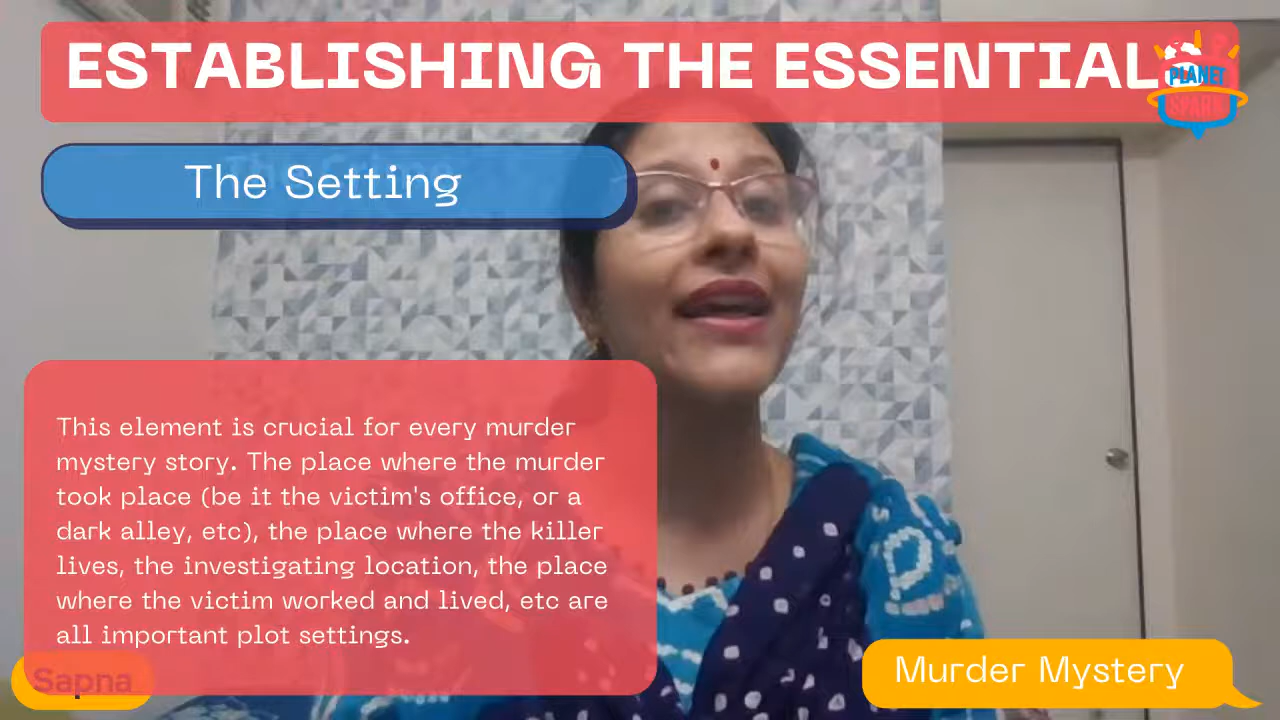 ESTABLISHING THE ESSENTIALS
PLANET
SPARK
The Setting
This element is crucial for every murder
mystery story. The place where the murder
took place (be it the victim's office, or a
dark alley, etc), the place where the killer
lives, the investigating location, the place
where the victim worked and lived, etc are
all important plot settings.
Sapna
Murder Mystery